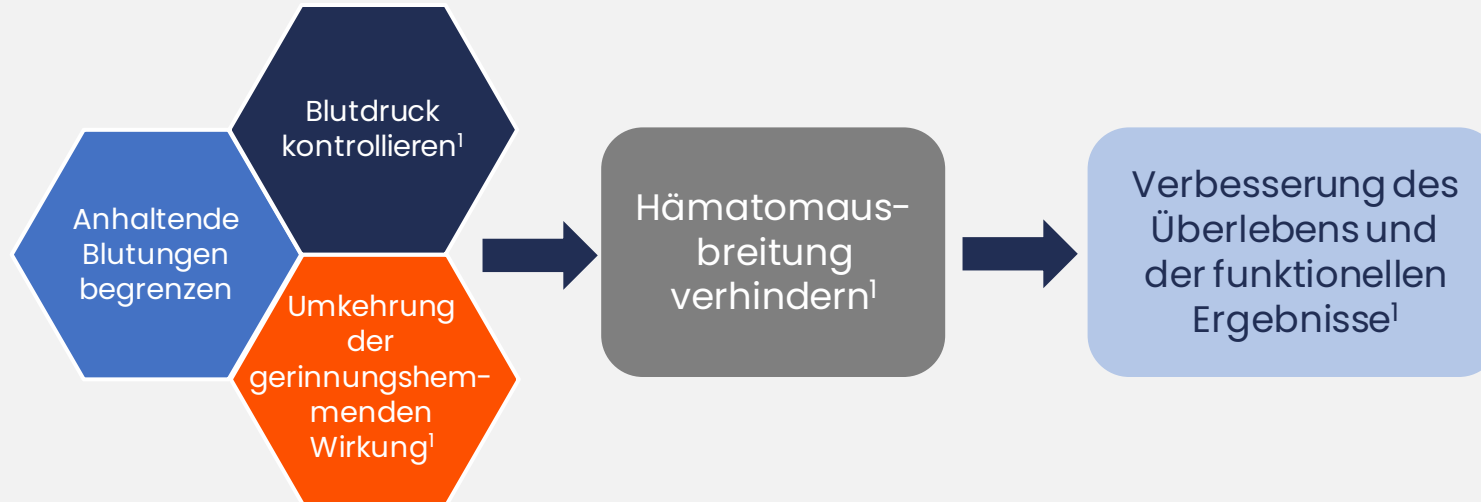 Blutdruck
kontrollieren¹
Anhaltende
Blutungen
begrenzen
Umkehrung
der
gerinnungshem-
menden
Wirkung¹
Hämatomaus-
breitung
verhindern¹
Verbesserung des
Überlebens und
der funktionellen
Ergebnisse¹